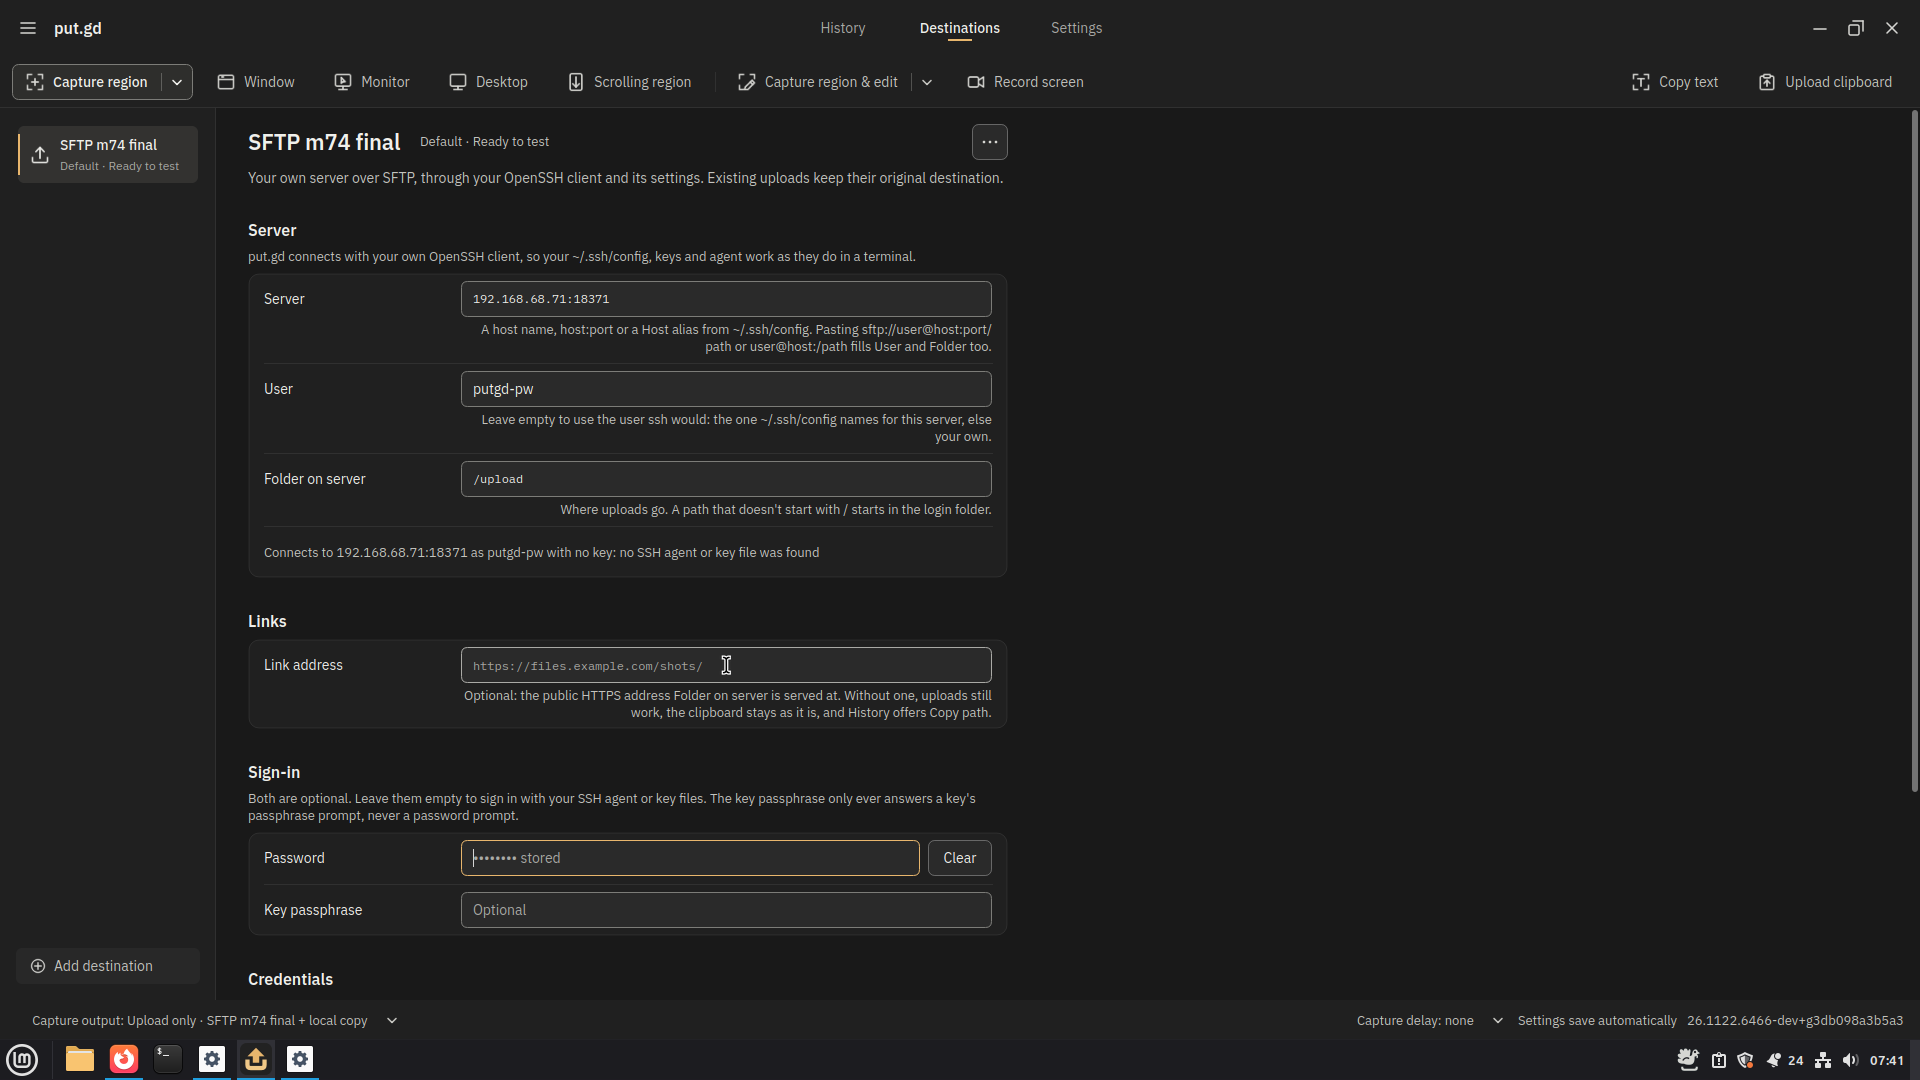 put.gd
History
Destinations
Settings
Capture region
Window
Monitor
Desktop
Scrolling region
Capture region & edit
Record screen
Copy text
Upload clipboard
SFTP m74 final
Default · Ready to test
SFTP m74 final
Default · Ready to test
Your own server over SFTP, through your OpenSSH client and its settings. Existing uploads keep their original destination.
Server
put.gd connects with your own OpenSSH client, so your ~/.ssh/config, keys and agent work as they do in a terminal.
Server
192.168.68.71:18371
A host name, host:port or a Host alias from ~/.ssh/config. Pasting sftp://user@host:port/
path or user@host:/path fills User and Folder too.
User
putgd-pw
Leave empty to use the user ssh would: the one ~/.ssh/config names for this server, else
your own.
Folder on server
/upload
Where uploads go. A path that doesn't start with / starts in the login folder.
Connects to 192.168.68.71:18371 as putgd-pw with no key: no SSH agent or key file was found
Links
Link address
https://files.example.com/shots/
Optional: the public HTTPS address Folder on server is served at. Without one, uploads still
work, the clipboard stays as it is, and History offers Copy path.
Sign-in
Both are optional. Leave them empty to sign in with your SSH agent or key files. The key passphrase only ever answers a key's
passphrase prompt, never a password prompt.
Password
•••••••• stored
Clear
Key passphrase
Optional
Credentials
Add destination
Capture output: Upload only · SFTP m74 final + local copy
Capture delay: none
Settings save automatically
26.1122.6466-dev+g3db098a3b5a3
24
07:41